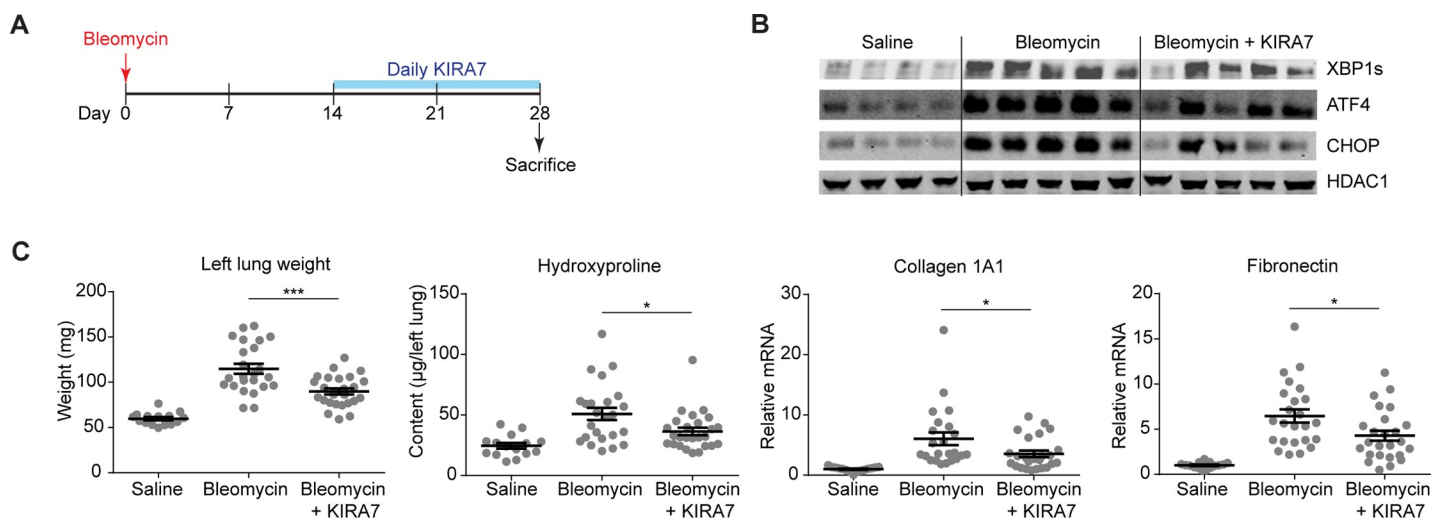 A
Bleomycin
Daily KIRA7
Day 0 7 14 21 28
Sacrifice
B
Saline Bleomycin Bleomycin + KIRA7
XBP1s
ATF4
CHOP
HDAC1
C
Left lung weight
Weight (mg)
200
150
100
50
0
***
Saline Bleomycin Bleomycin
+ KIRA7
Hydroxyproline
Content (µg/left lung)
150
100
50
0
*
Saline Bleomycin Bleomycin
+ KIRA7
Collagen 1A1
Relative mRNA
30
20
10
0
*
Saline Bleomycin Bleomycin
+ KIRA7
Fibronectin
Relative mRNA
20
15
10
5
0
*
Saline Bleomycin Bleomycin
+ KIRA7